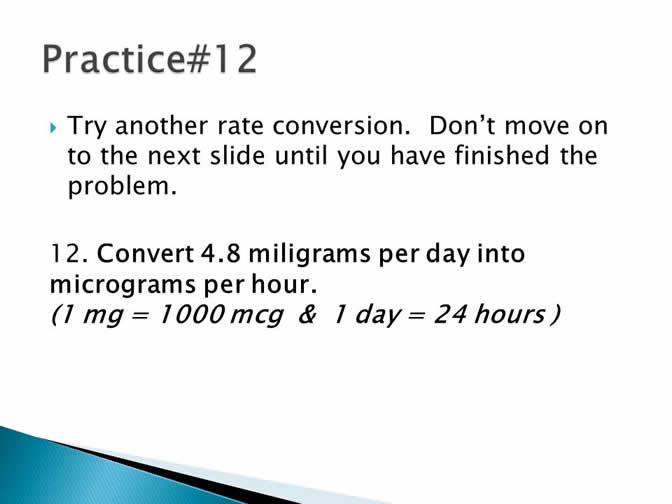 Practice#12
Try another rate conversion.  Don’t move on
to the next slide until you have finished the
problem.
12. Convert 4.8 miligrams per day into
micrograms per hour.
(1 mg = 1000 mcg  &  1 day = 24 hours )